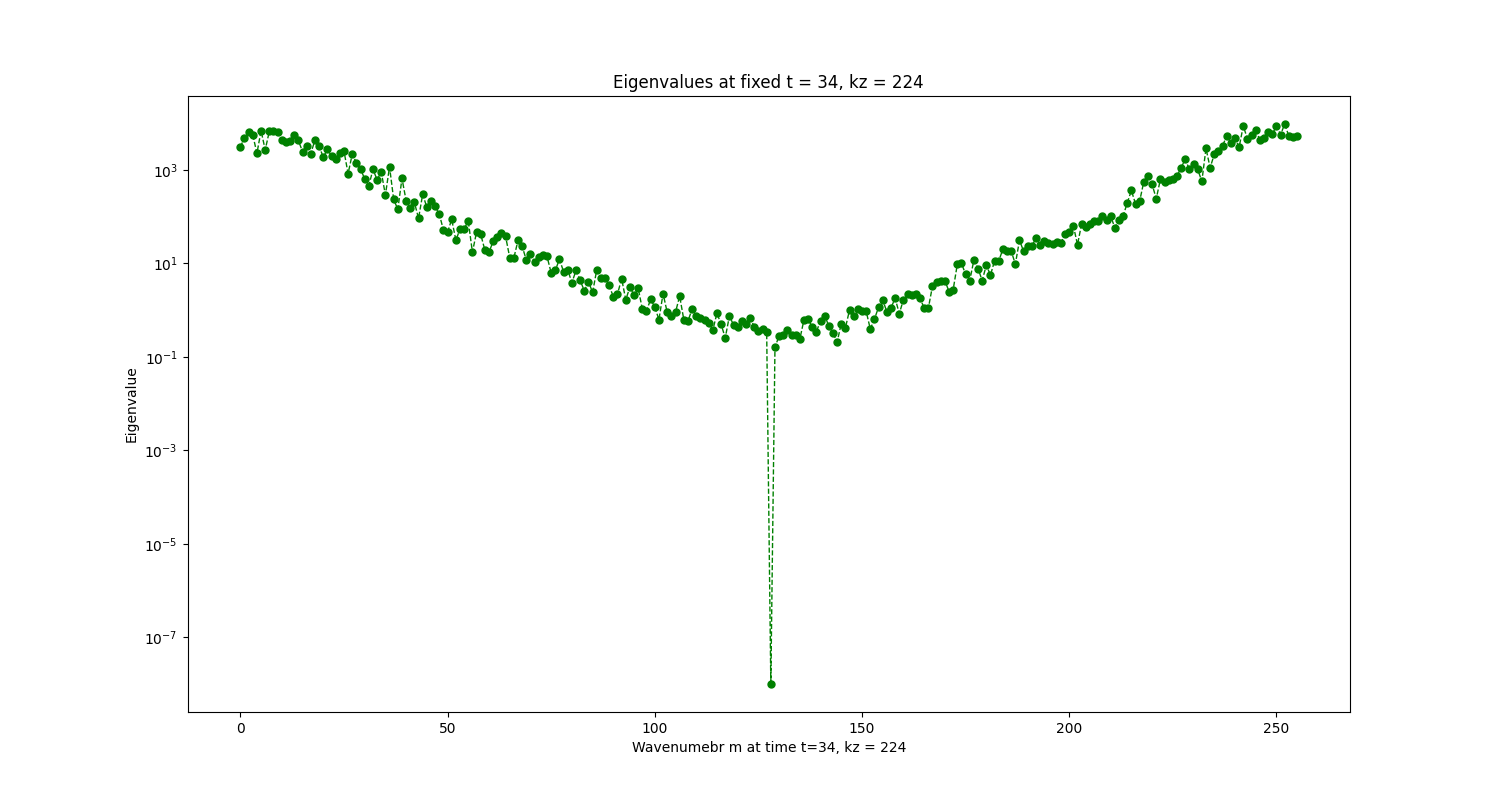 Eigenvalues at fixed t = 34, kz = 224
Eigenvalue
10³
10¹
10⁻¹
10⁻³
10⁻⁵
10⁻⁷
0 50 100 150 200 250
Wavenumebr m at time t=34, kz = 224